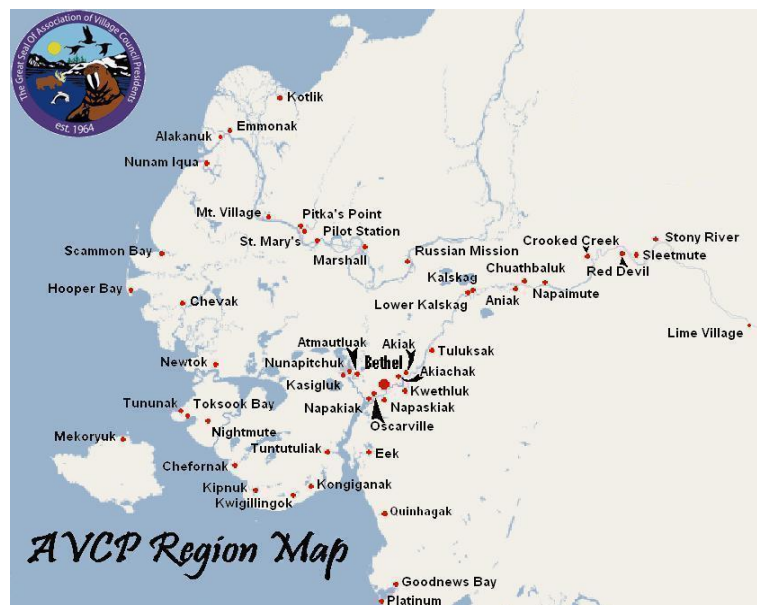 The Great Seal Of Association of Village Council Presidents
est. 1964
Kotlik
Emmonak
Alakanuk
Nunam Iqua
Mt. Village
Pitka's Point
Pilot Station
St. Mary's
Marshall
Russian Mission
Crooked Creek
Stony River
Sleetmute
Red Devil
Scammon Bay
Chuathbaluk
Kalskag
Napaimute
Hooper Bay
Chevak
Lower Kalskag
Aniak
Lime Village
Atmautluak
Akiak
Tuluksak
Newtok
Nunapitchuk
Bethel
Akiachak
Kasigluk
Kwethluk
Tununak
Toksook Bay
Napakiak
Napaskiak
Oscarville
Nightmute
Mekoryuk
Tuntutuliak
Eek
Chefornak
Kipnuk
Kongiganak
Kwigillingok
Quinhagak
AVCP Region Map
Goodnews Bay
Platinum